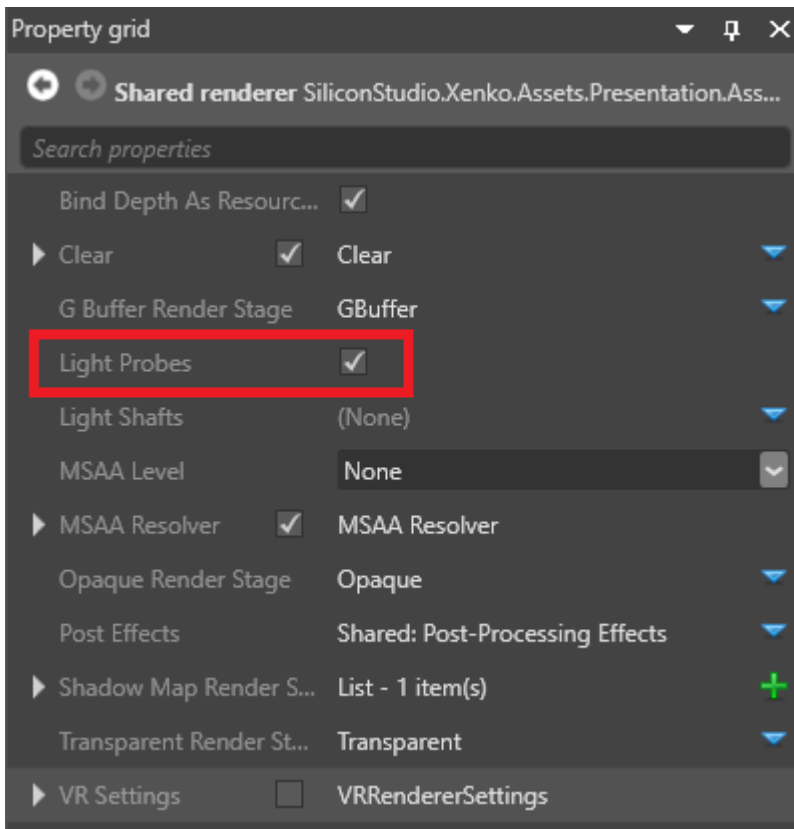 Property grid
Shared renderer SiliconStudio.Xenko.Assets.Presentation.Ass...
Search properties
Bind Depth As Resourc...
Clear Clear
G Buffer Render Stage GBuffer
Light Probes
Light Shafts (None)
MSAA Level None
MSAA Resolver MSAA Resolver
Opaque Render Stage Opaque
Post Effects Shared: Post-Processing Effects
Shadow Map Render S... List - 1 item(s)
Transparent Render St... Transparent
VR Settings VRRendererSettings